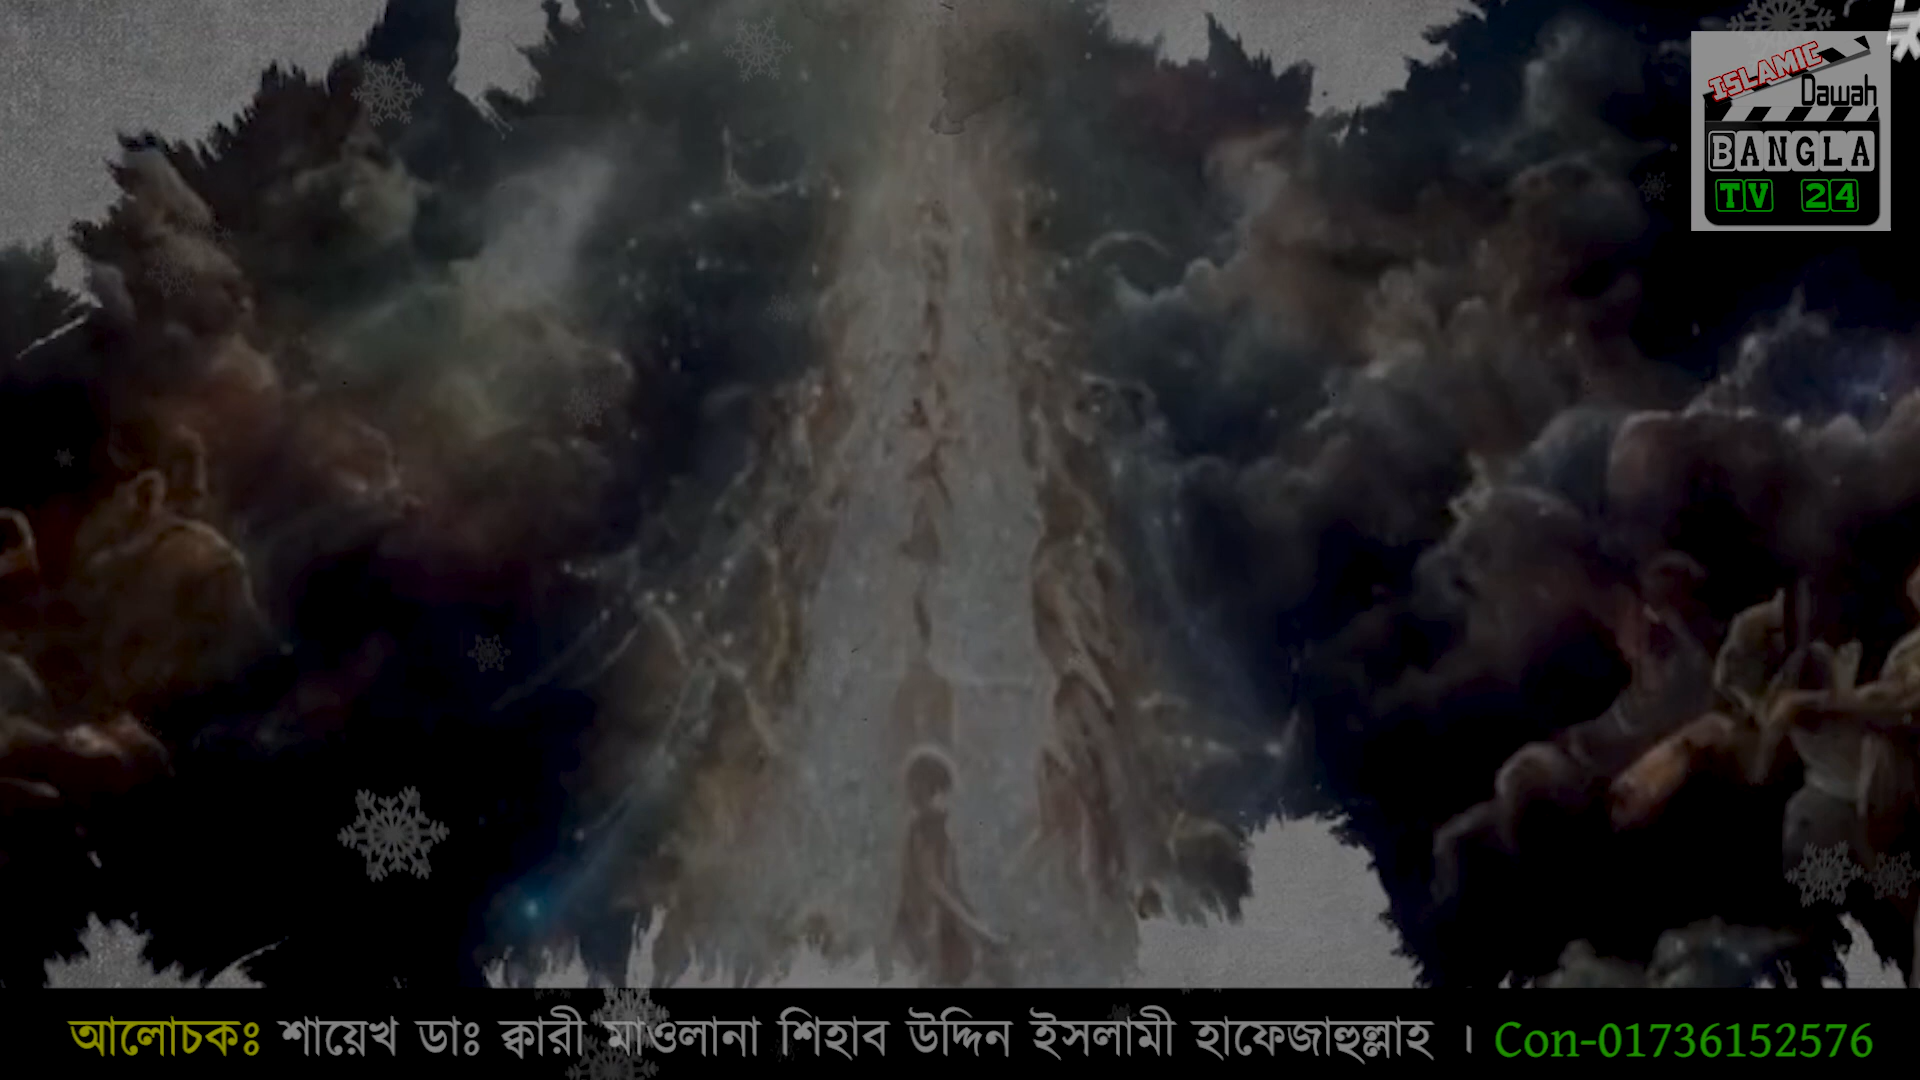 ISLAMIC
Dawah
BANGLA
TV 24
আলোচকঃ শায়েখ ডাঃ ক্বারী মাওলানা শিহাব উদ্দিন ইসলামী হাফেজাহুল্লাহ । Con-01736152576